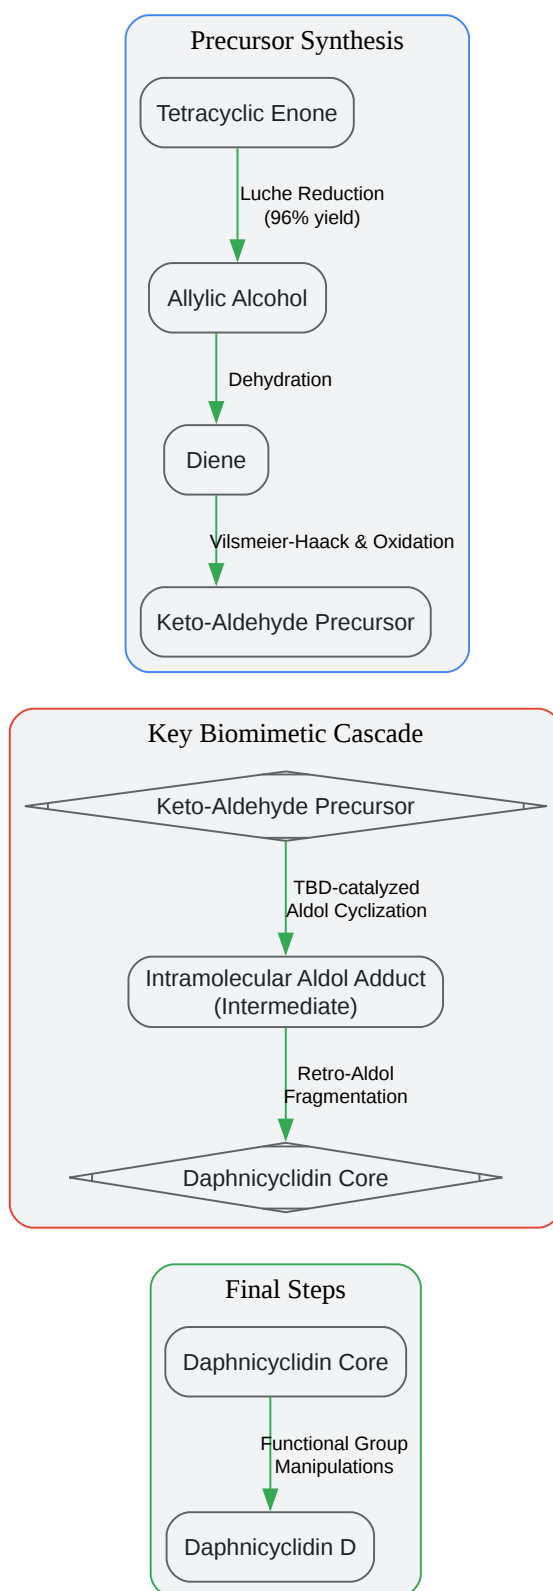 Precursor Synthesis
Tetracyclic Enone
Luche Reduction
(96% yield)
Allylic Alcohol
Dehydration
Diene
Vilsmeier-Haack & Oxidation
Keto-Aldehyde Precursor
Key Biomimetic Cascade
Keto-Aldehyde Precursor
TBD-catalyzed
Aldol Cyclization
Intramolecular Aldol Adduct
(Intermediate)
Retro-Aldol
Fragmentation
Daphnicyclidin Core
Final Steps
Daphnicyclidin Core
Functional Group
Manipulations
Daphnicyclidin D